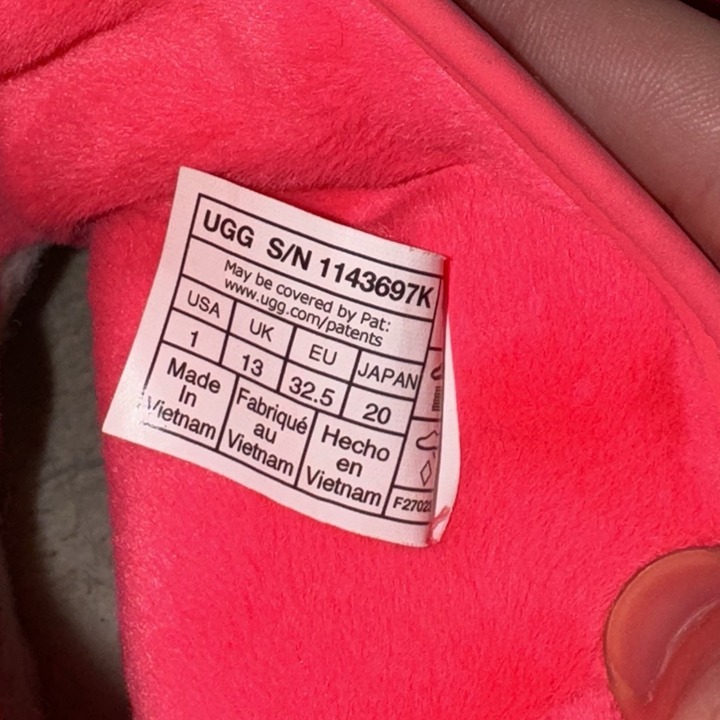 UGG S/N 1143697K
May be covered by Pat:
www.ugg.com/patents
USA UK EU JAPAN
1 13 32.5 20
Made
In
Vietnam
Fabriqué
au
Vietnam
Hecho
en
Vietnam